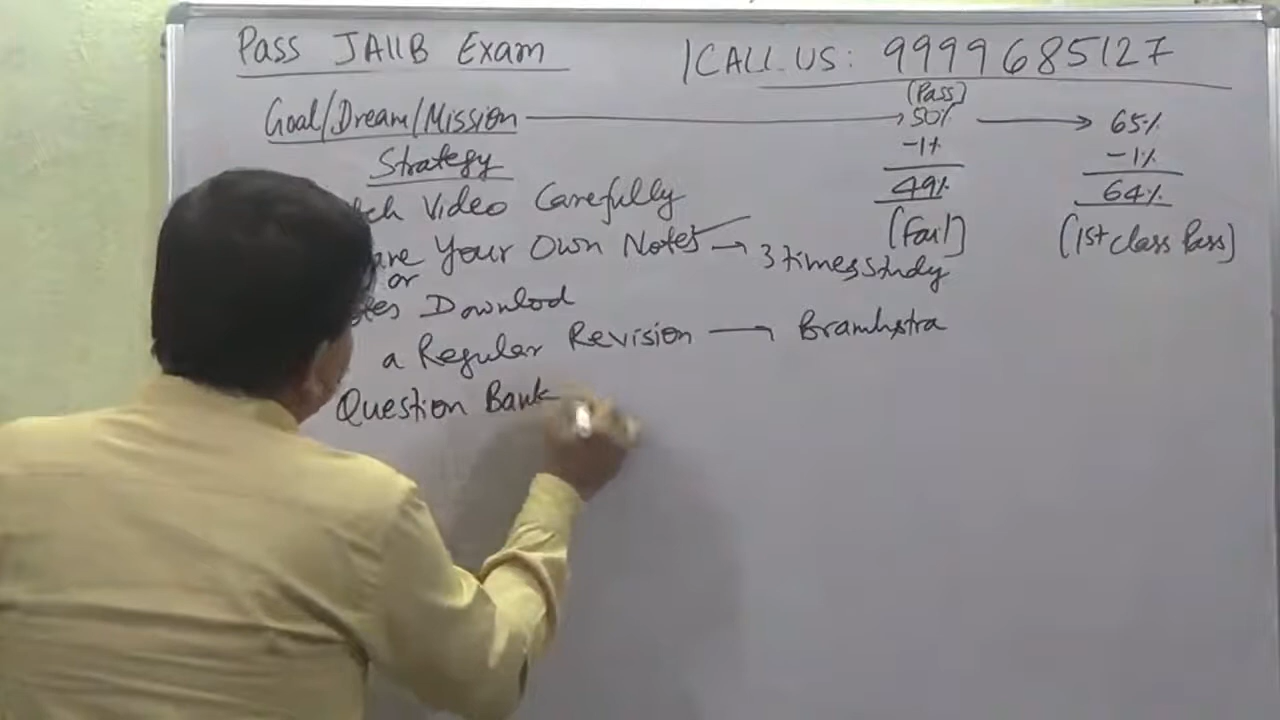 Pass JAIIB Exam
CALL US: 9999685127
Goal/Dream/Mission
(Pass)
50%
65%
-1%
-1%
49%
64%
(Fail)
(1st class Pass)
Strategy
Video Carefully
Your Own Notes
3 times study
or
Downlod
a Regular Revision
Bramhstra
Question Bank